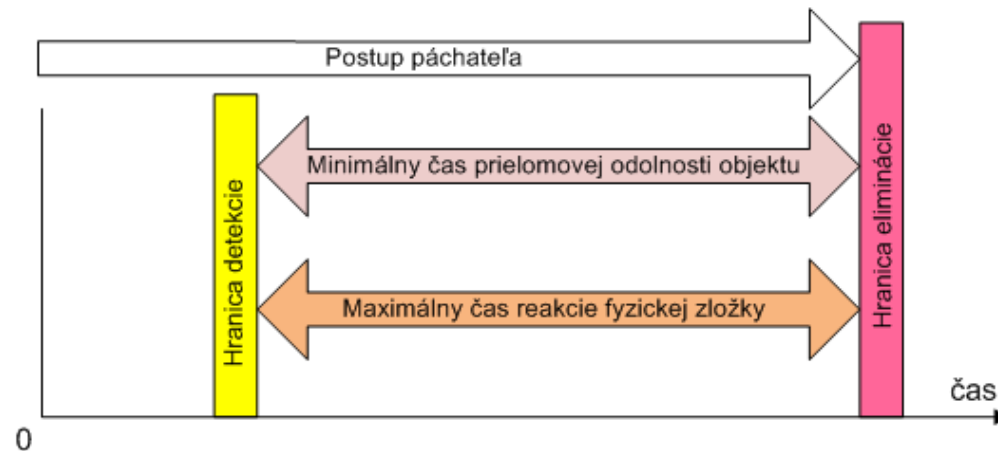 Postup páchateľa
Minimálny čas prielomovej odolnosti objektu
Hranica detekcie
Hranica eliminácie
Maximálny čas reakcie fyzickej zložky
čas
0